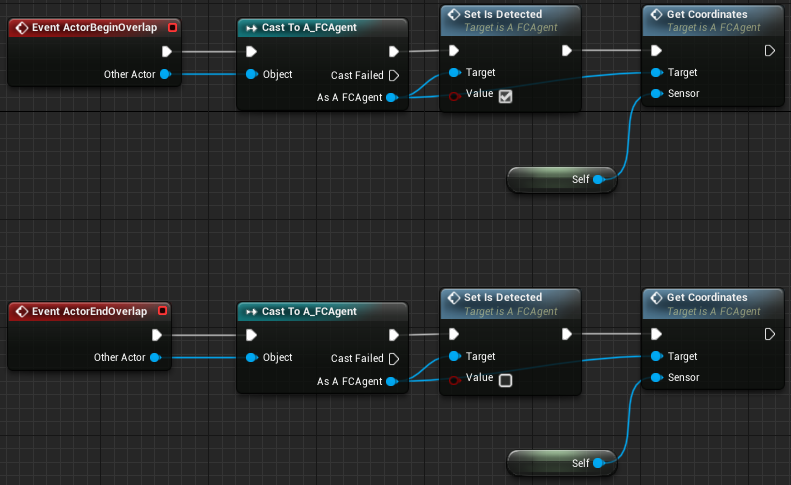 Event ActorBeginOverlap
Other Actor
Cast To A_FCAgent
Object
Cast Failed
As A FCAgent
Set Is Detected
Target is A FCAgent
Target
Value
Get Coordinates
Target is A FCAgent
Target
Sensor
Self
Event ActorEndOverlap
Other Actor
Cast To A_FCAgent
Object
Cast Failed
As A FCAgent
Set Is Detected
Target is A FCAgent
Target
Value
Get Coordinates
Target is A FCAgent
Target
Sensor
Self